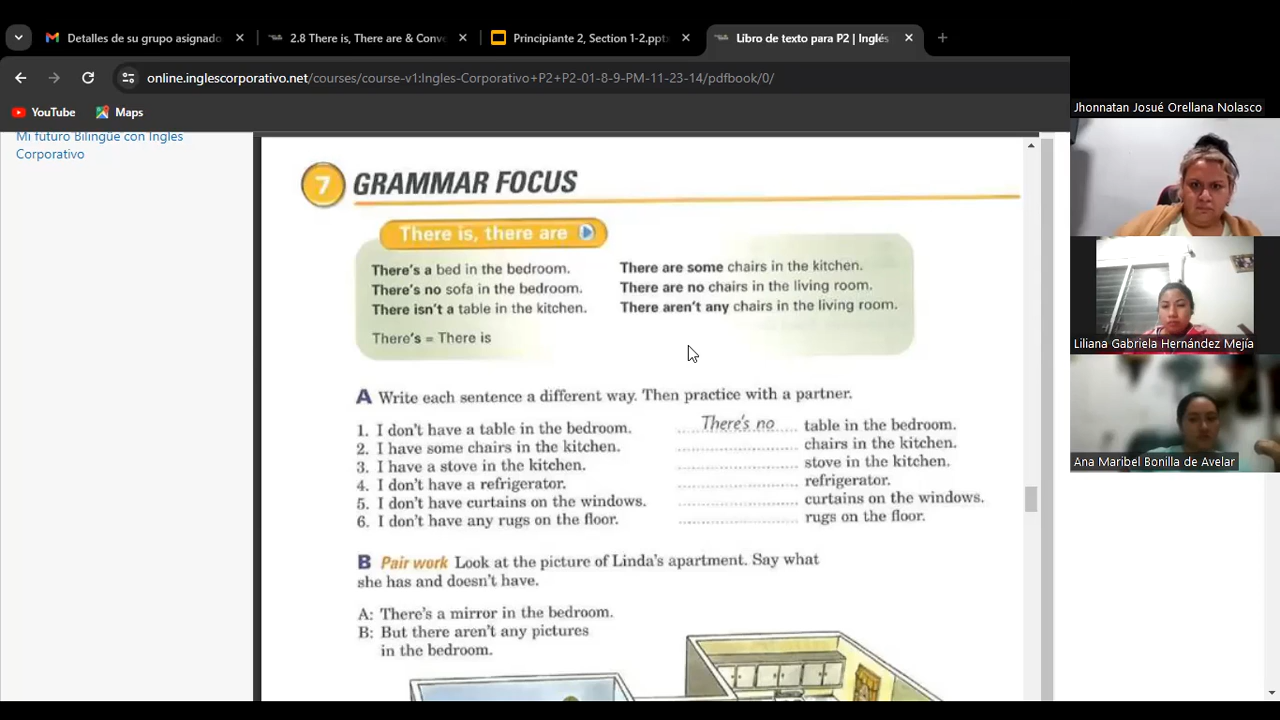 Detalles de su grupo asignado
2.8 There is, There are & Conv
Principiante 2, Section 1-2.ppt
Libro de texto para P2 | Inglés
online.inglescorporativo.net/courses/course-v1:Ingles-Corporativo+P2+P2-01-8-9-PM-11-23-14/pdfbook/0/
YouTube
Maps
Mi futuro Bilingüe con Ingles
Corporativo
7 GRAMMAR FOCUS
There is, there are
There's a bed in the bedroom.
There's no sofa in the bedroom.
There isn't a table in the kitchen.
There's = There is
There are some chairs in the kitchen.
There are no chairs in the living room.
There aren't any chairs in the living room.
A Write each sentence a different way. Then practice with a partner.
1. I don't have a table in the bedroom. There's no table in the bedroom.
2. I have some chairs in the kitchen. chairs in the kitchen.
3. I have a stove in the kitchen. stove in the kitchen.
4. I don't have a refrigerator. refrigerator.
5. I don't have curtains on the windows. curtains on the windows.
6. I don't have any rugs on the floor. rugs on the floor.
B Pair work Look at the picture of Linda's apartment. Say what
she has and doesn't have.
A: There's a mirror in the bedroom.
B: But there aren't any pictures
in the bedroom.
Jhonnatan Josué Orellana Nolasco
Liliana Gabriela Hernández Mejía
Ana Maribel Bonilla de Avelar